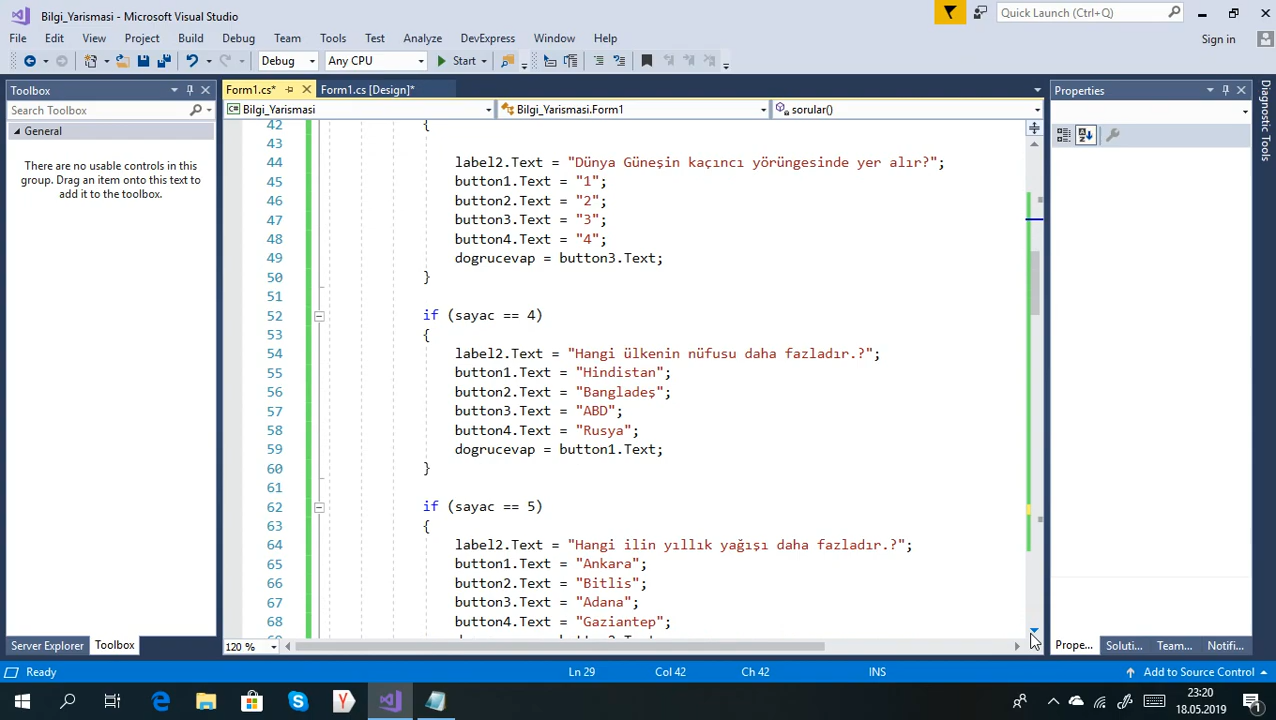 Bilgi_Yarismasi - Microsoft Visual Studio
Quick Launch (Ctrl+Q)
File Edit View Project Build Debug Team Tools Test Analyze DevExpress Window Help
Sign in
Debug Any CPU Start
Toolbox
Form1.cs* Form1.cs [Design]*
Properties
Search Toolbox
Bilgi_Yarismasi Bilgi_Yarismasi.Form1 sorular()
General
There are no usable controls in this
group. Drag an item onto this text to
add it to the toolbox.
Diagnostic Tools
42 {
43
44 label2.Text = "Dünya Güneşin kaçıncı yörüngesinde yer alır?";
45 button1.Text = "1";
46 button2.Text = "2";
47 button3.Text = "3";
48 button4.Text = "4";
49 dogrucevap = button3.Text;
50 }
51
52 if (sayac == 4)
53 {
54 label2.Text = "Hangi ülkenin nüfusu daha fazladır.?";
55 button1.Text = "Hindistan";
56 button2.Text = "Bangladeş";
57 button3.Text = "ABD";
58 button4.Text = "Rusya";
59 dogrucevap = button1.Text;
60 }
61
62 if (sayac == 5)
63 {
64 label2.Text = "Hangi ilin yıllık yağışı daha fazladır.?";
65 button1.Text = "Ankara";
66 button2.Text = "Bitlis";
67 button3.Text = "Adana";
68 button4.Text = "Gaziantep";
Server Explorer Toolbox
120 %
Prope... Soluti... Team... Notifi...
Ready Ln 29 Col 42 Ch 42 INS Add to Source Control
23:20
18.05.2019
1